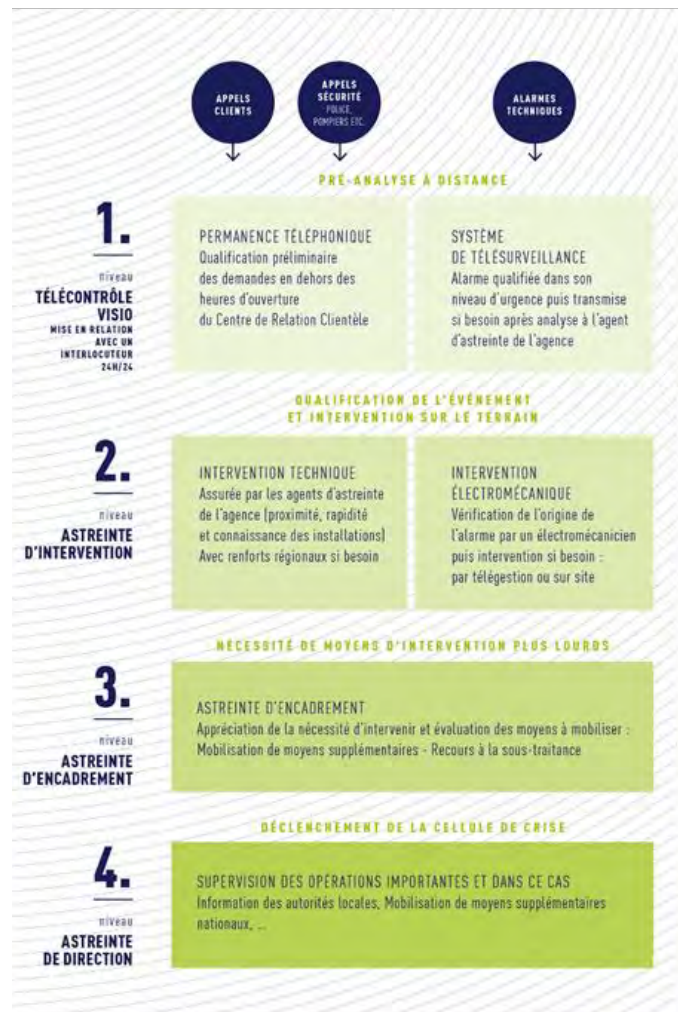 APPELS
CLIENTS
APPELS
SÉCURITÉ
POLICE,
POMPIERS ETC.
ALARMES
TECHNIQUES
PRÉ-ANALYSE À DISTANCE
1.
niveau
TÉLÉCONTRÔLE
VISIO
MISE EN RELATION
AVEC UN
INTERLOCUTEUR
24H/24
PERMANENCE TÉLÉPHONIQUE
Qualification préliminaire
des demandes en dehors des
heures d'ouverture
du Centre de Relation Clientèle
SYSTÈME
DE TÉLÉSURVEILLANCE
Alarme qualifiée dans son
niveau d'urgence puis transmise
si besoin après analyse à l'agent
d'astreinte de l'agence
QUALIFICATION DE L'ÉVÉNEMENT
ET INTERVENTION SUR LE TERRAIN
2.
niveau
ASTREINTE
D'INTERVENTION
INTERVENTION TECHNIQUE
Assurée par les agents d'astreinte
de l'agence (proximité, rapidité
et connaissance des installations)
Avec renforts régionaux si besoin
INTERVENTION
ÉLECTROMÉCANIQUE
Vérification de l'origine de
l'alarme par un électromécanicien
puis intervention si besoin :
par télégestion ou sur site
NÉCESSITÉ DE MOYENS D'INTERVENTION PLUS LOURDS
3.
niveau
ASTREINTE
D'ENCADREMENT
ASTREINTE D'ENCADREMENT
Appréciation de la nécessité d'intervenir et évaluation des moyens à mobiliser :
Mobilisation de moyens supplémentaires - Recours à la sous-traitance
DÉCLENCHEMENT DE LA CELLULE DE CRISE
4.
niveau
ASTREINTE
DE DIRECTION
SUPERVISION DES OPÉRATIONS IMPORTANTES ET DANS CE CAS
Information des autorités locales, Mobilisation de moyens supplémentaires
nationaux, ...